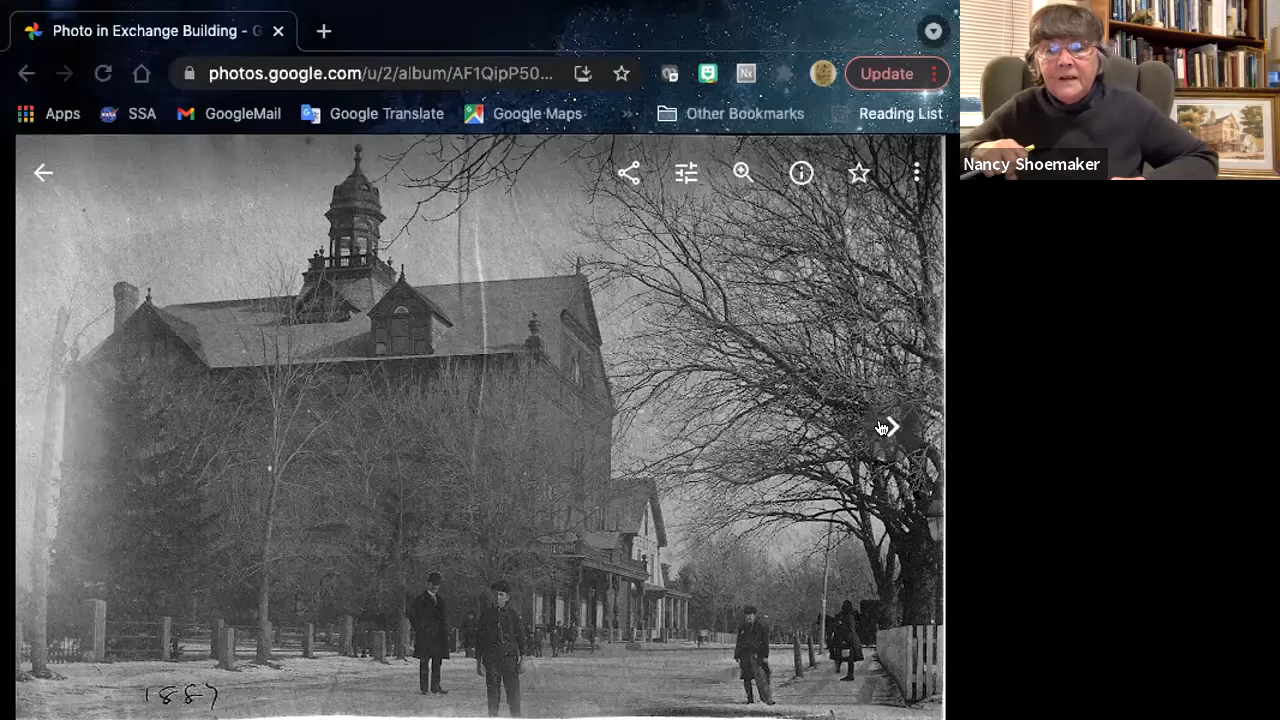 Photo in Exchange Building - G
photos.google.com/u/2/album/AF1QipP50...
Nx
Update
Apps
SSA
GoogleMail
Google Translate
Google Maps
»
Other Bookmarks
Reading List
Nancy Shoemaker
1887